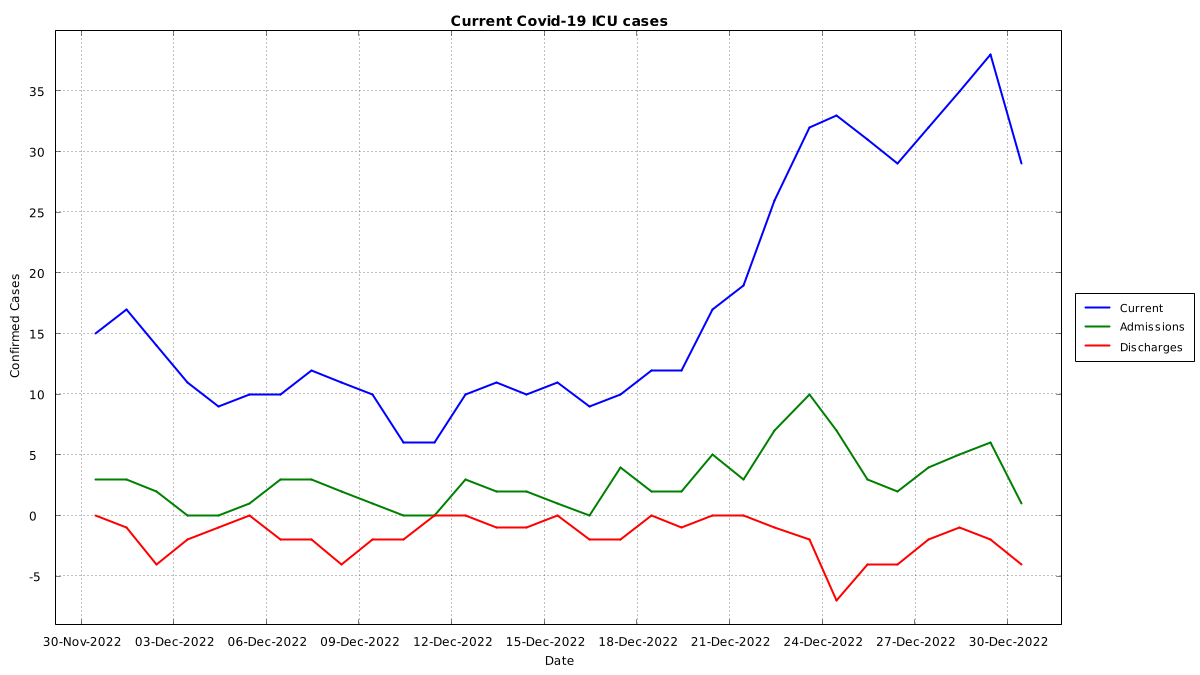 Current Covid-19 ICU cases
Confirmed Cases
35
30
25
20
15
10
5
0
-5
30-Nov-2022 03-Dec-2022 06-Dec-2022 09-Dec-2022 12-Dec-2022 15-Dec-2022 18-Dec-2022 21-Dec-2022 24-Dec-2022 27-Dec-2022 30-Dec-2022
Date
Current
Admissions
Discharges